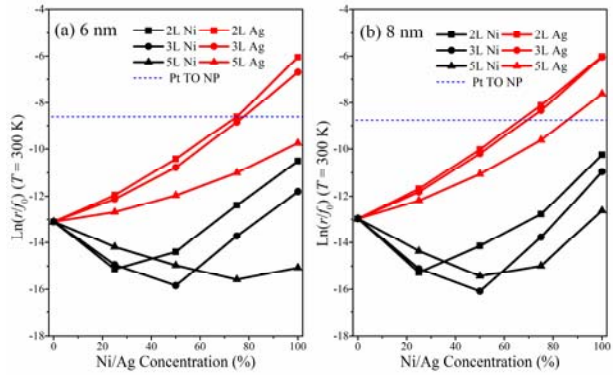 (a) 6 nm
2L Ni 2L Ag
3L Ni 3L Ag
5L Ni 5L Ag
Pt TO NP
Ln(r/f₀) (T = 300 K)
-4
-6
-8
-10
-12
-14
-16
-18
0 20 40 60 80 100
Ni/Ag Concentration (%)
(b) 8 nm
2L Ni 2L Ag
3L Ni 3L Ag
5L Ni 5L Ag
Pt TO NP
Ln(r/f₀) (T = 300 K)
-4
-6
-8
-10
-12
-14
-16
-18
0 20 40 60 80 100
Ni/Ag Concentration (%)